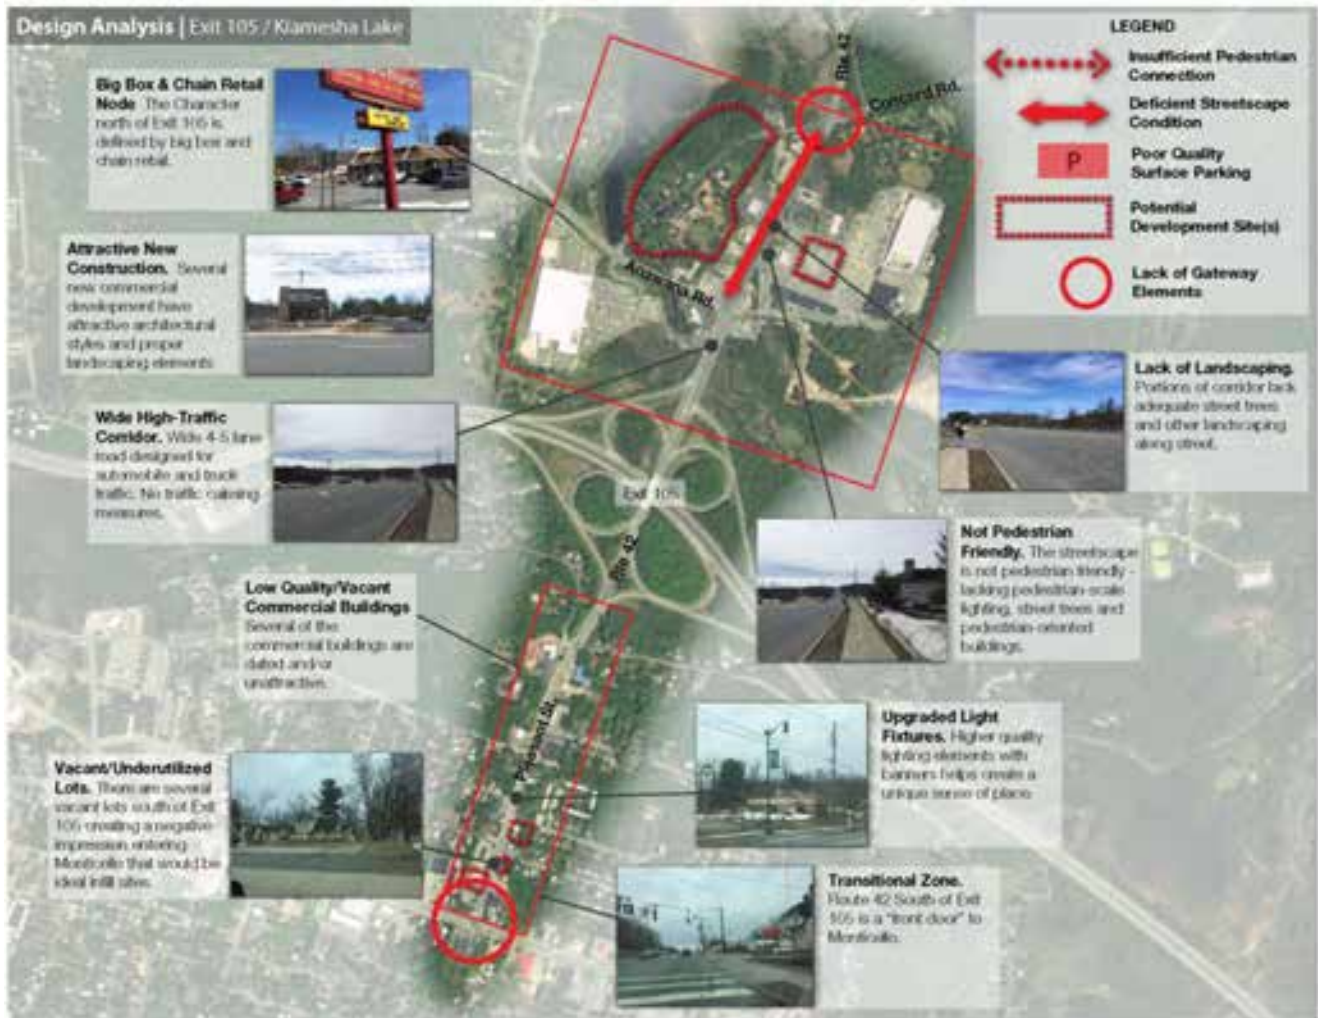 Design Analysis | Exit 105 / Kiamesha Lake
LEGEND
Insufficient Pedestrian
Connection
Deficient Streetscape
Condition
P
Poor Quality
Surface Parking
Potential
Development Site(s)
Lack of Gateway
Elements
Big Box & Chain Retail
Node The Character
north of Exit 105 is
defined by big box and
chain retail.
Attractive New
Construction. Several
new commercial
development have
attractive architectural
styles and proper
landscaping elements
Wide High-Traffic
Corridor. Wide 4-5 lane
road designed for
automobile and truck
traffic. No traffic calming
measures.
Low Quality/Vacant
Commercial Buildings
Several of the
commercial buildings are
dated and/or
unattractive.
Vacant/Underutilized
Lots. There are several
vacant lots south of Exit
105 creating a negative
impression entering
Monticello that would be
ideal infill sites.
Rte 42
Concord Rd.
Anawana Rd.
Exit 105
Rte 42
Pleasant St.
Lack of Landscaping.
Portions of corridor lack
adequate street trees
and other landscaping
along street.
Not Pedestrian
Friendly. The streetscape
is not pedestrian friendly -
lacking pedestrian-scale
lighting, street trees and
pedestrian-oriented
buildings.
Upgraded Light
Fixtures. Higher quality
lighting elements with
banners helps create a
unique sense of place
Transitional Zone.
Route 42 South of Exit
105 is a "front door" to
Monticello.